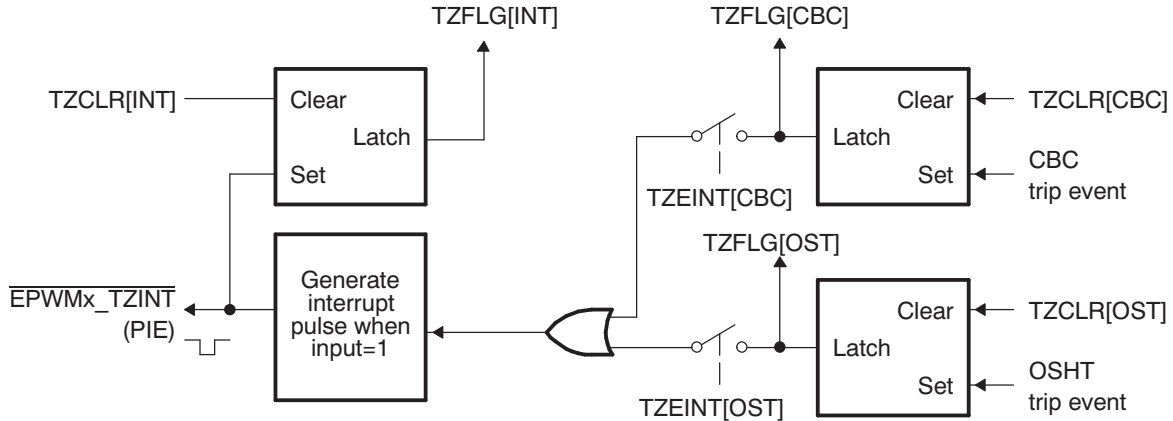 TZFLG[INT]
TZFLG[CBC]
TZCLR[INT]
Clear
Latch
Set
Clear
TZCLR[CBC]
Latch
Set
CBC
trip event
TZEINT[CBC]
TZFLG[OST]
EPWMx_TZINT
(PIE)
Generate
interrupt
pulse when
input=1
Clear
TZCLR[OST]
Latch
Set
OSHT
trip event
TZEINT[OST]